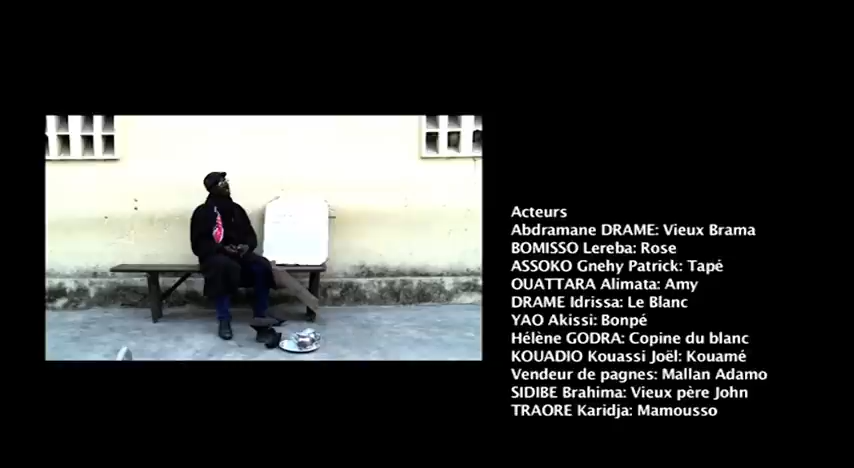 Acteurs
Abdramane DRAME: Vieux Brama
BOMISSO Lereba: Rose
ASSOKO Gnehy Patrick: Tapé
OUATTARA Alimata: Amy
DRAME Idrissa: Le Blanc
YAO Akissi: Bonpé
Hélène GODRA: Copine du blanc
KOUADIO Kouassi Joël: Kouamé
Vendeur de pagnes: Mallan Adamo
SIDIBE Brahima: Vieux père John
TRAORE Karidja: Mamousso